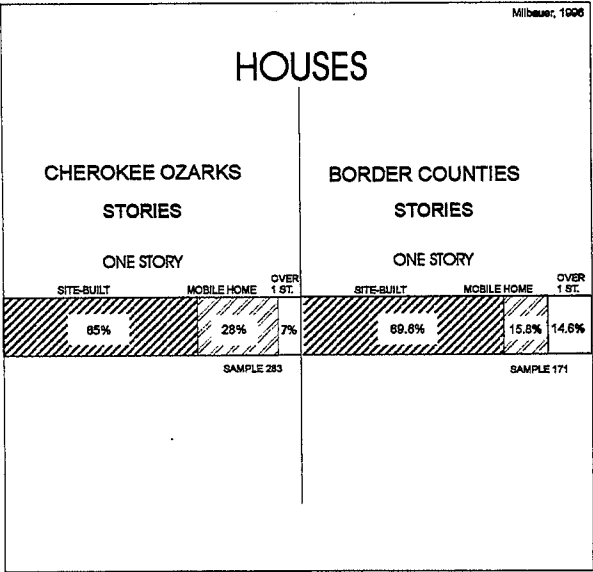 Milbauer, 1996
HOUSES
CHEROKEE OZARKS
STORIES
ONE STORY
SITE-BUILT MOBILE HOME OVER 1 ST.
65% 28% 7%
SAMPLE 283
BORDER COUNTIES
STORIES
ONE STORY
SITE-BUILT MOBILE HOME OVER 1 ST.
69.6% 15.8% 14.6%
SAMPLE 171